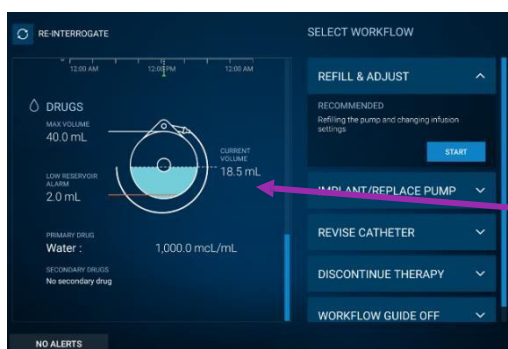 RE-INTERROGATE
SELECT WORKFLOW
12:00 AM 12:00 PM 12:00 AM
REFILL & ADJUST
DRUGS
RECOMMENDED
Refilling the pump and changing infusion
settings
START
MAX VOLUME
40.0 mL
CURRENT
VOLUME
18.5 mL
LOW RESERVOIR
ALARM
2.0 mL
IMPLANT/REPLACE PUMP
REVISE CATHETER
PRIMARY DRUG
Water : 1,000.0 mcL/mL
SECONDARY DRUGS
No secondary drug
DISCONTINUE THERAPY
WORKFLOW GUIDE OFF
NO ALERTS